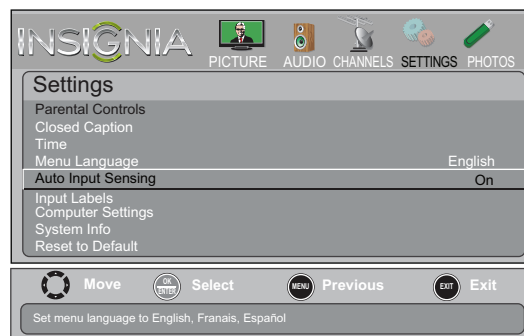 INSIGNIA
PICTURE AUDIO CHANNELS SETTINGS PHOTOS
Settings
Parental Controls
Closed Caption
Time
Menu Language English
Auto Input Sensing On
Input Labels
Computer Settings
System Info
Reset to Default
Move OK ENTER Select MENU Previous EXIT Exit
Set menu language to English, Franais, Español